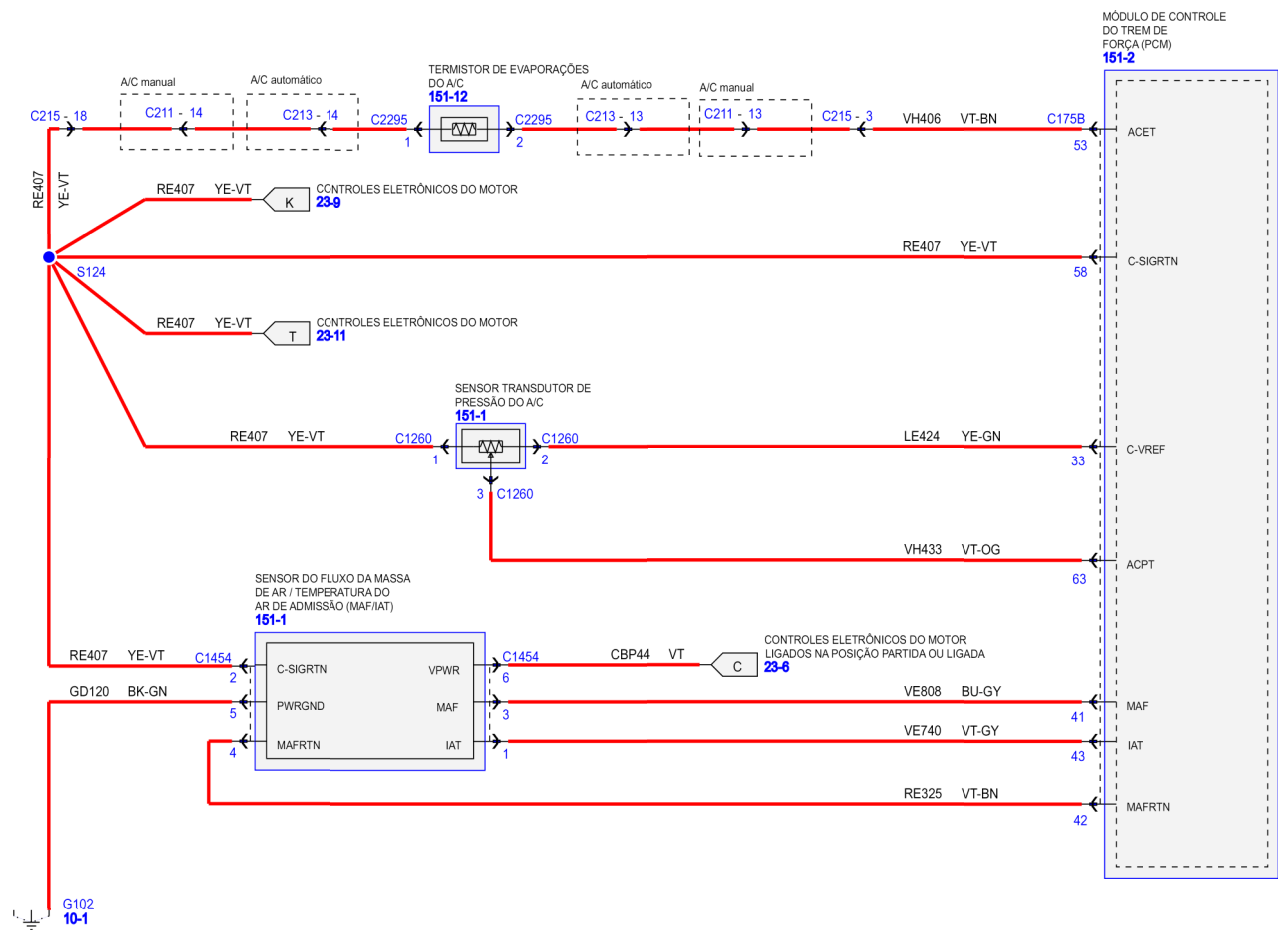 MÓDULO DE CONTROLE
DO TREM DE
FORÇA (PCM)
151-2
A/C manual
A/C automático
TERMISTOR DE EVAPORAÇÕES
DO A/C
151-12
A/C automático
A/C manual
C215 - 18
C211 - 14
C213 - 14
C2295
1
C2295
2
C213 - 13
C211 - 13
C215 - 3
VH406 VT-BN
C175B
53
ACET
RE407
YE-VT
RE407 YE-VT
K
CONTROLES ELETRÔNICOS DO MOTOR
23-9
S124
RE407 YE-VT
58
C-SIGRTN
RE407 YE-VT
T
CONTROLES ELETRÔNICOS DO MOTOR
23-11
SENSOR TRANSDUTOR DE
PRESSÃO DO A/C
151-1
RE407 YE-VT
C1260
1
C1260
2
LE424 YE-GN
33
C-VREF
3 C1260
VH433 VT-OG
63
ACPT
SENSOR DO FLUXO DA MASSA
DE AR / TEMPERATURA DO
AR DE ADMISSÃO (MAF/IAT)
151-1
RE407 YE-VT
C1454
2
C-SIGRTN
VPWR
C1454
6
CBP44 VT
C
CONTROLES ELETRÔNICOS DO MOTOR
LIGADOS NA POSIÇÃO PARTIDA OU LIGADA
23-6
GD120 BK-GN
5
PWRGND
MAF
3
VE808 BU-GY
41
MAF
4
MAFRTN
IAT
1
VE740 VT-GY
43
IAT
RE325 VT-BN
42
MAFRTN
G102
10-1